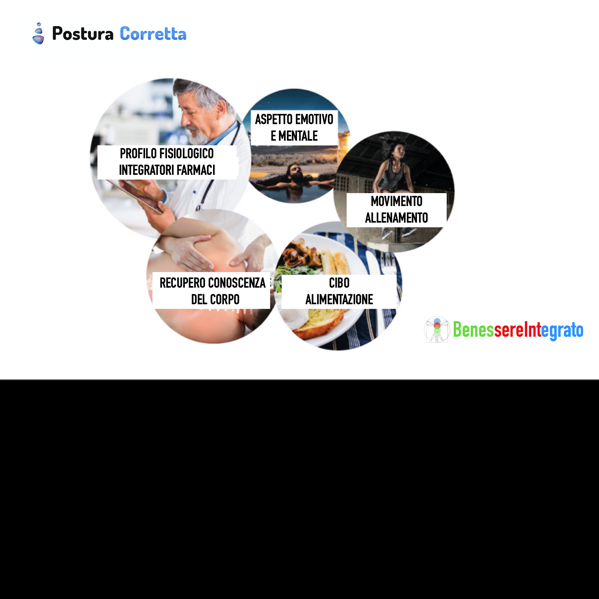 Postura Corretta
ASPETTO EMOTIVO
E MENTALE
PROFILO FISIOLOGICO
INTEGRATORI FARMACI
MOVIMENTO
ALLENAMENTO
RECUPERO CONOSCENZA
DEL CORPO
CIBO
ALIMENTAZIONE
BenessereIntegrato